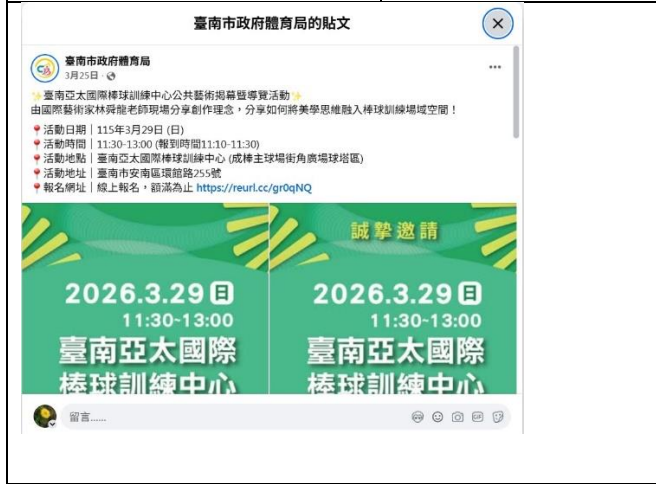 臺南市政府體育局的貼文
臺南市政府體育局
3月25日
✨臺南亞太國際棒球訓練中心公共藝術揭幕暨導覽活動✨
由國際藝術家林舜龍老師現場分享創作理念，分享如何將美學思維融入棒球訓練場域空間！
📍活動日期｜115年3月29日 (日)
📍活動時間｜11:30-13:00 (報到時間11:10-11:30)
📍活動地點｜臺南亞太國際棒球訓練中心 (成棒主球場街角廣場球塔區)
📍活動地址｜臺南市安南區環館路255號
📍報名網址｜線上報名，額滿為止 https://reurl.cc/gr0qNQ
2026.3.29日
11:30-13:00
臺南亞太國際
棒球訓練中心
誠摯邀請
2026.3.29日
11:30-13:00
臺南亞太國際
棒球訓練中心
留言......
GIF